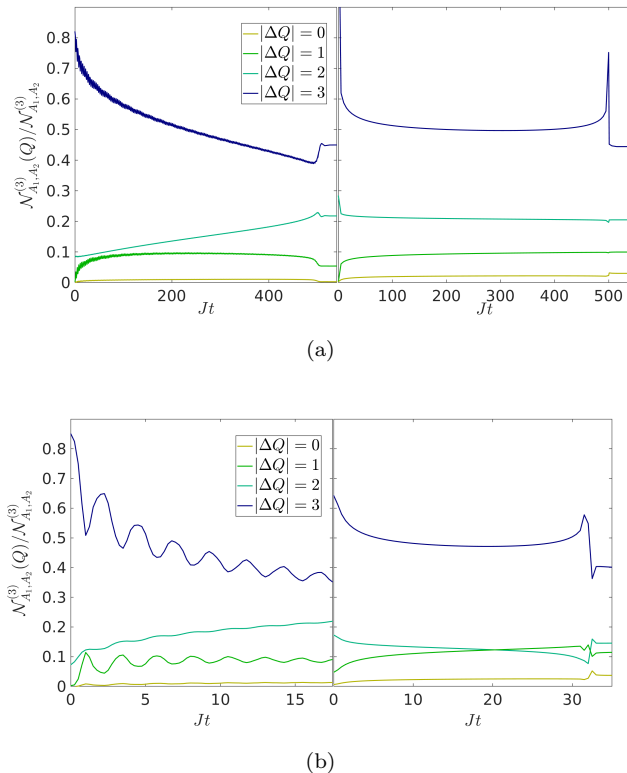 0.8
0.7
0.6
0.5
0.4
0.3
0.2
0.1
0
𝒩^{(3)}_{A_1,A_2}(Q)/𝒩^{(3)}_{A_1,A_2}
|ΔQ| = 0
|ΔQ| = 1
|ΔQ| = 2
|ΔQ| = 3
0 200 400
Jt
0 100 200 300 400 500
Jt
(a)
0.8
0.7
0.6
0.5
0.4
0.3
0.2
0.1
0
𝒩^{(3)}_{A_1,A_2}(Q)/𝒩^{(3)}_{A_1,A_2}
|ΔQ| = 0
|ΔQ| = 1
|ΔQ| = 2
|ΔQ| = 3
0 5 10 15
Jt
0 10 20 30
Jt
(b)